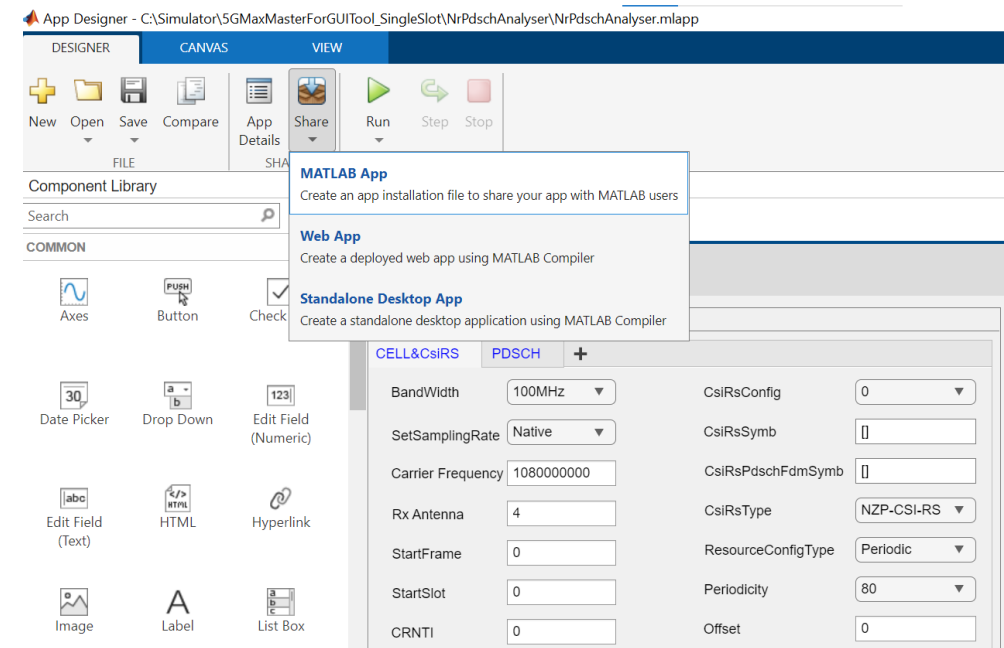 App Designer - C:\Simulator\5GMaxMasterForGUITool_SingleSlot\NrPdschAnalyser\NrPdschAnalyser.mlapp
DESIGNER CANVAS VIEW
New Open Save Compare App Details Share Run Step Stop
FILE SHA
MATLAB App
Create an app installation file to share your app with MATLAB users
Web App
Create a deployed web app using MATLAB Compiler
Standalone Desktop App
Create a standalone desktop application using MATLAB Compiler
Component Library
Search
COMMON
PUSH
Axes Button Check
30 a b 123
Date Picker Drop Down Edit Field
(Numeric)
abc </> HTML
Edit Field HTML Hyperlink
(Text)
a b c
Image Label List Box
CELL&CsiRS PDSCH
BandWidth 100MHz CsiRsConfig 0
SetSamplingRate Native CsiRsSymb []
Carrier Frequency 1080000000 CsiRsPdschFdmSymb []
Rx Antenna 4 CsiRsType NZP-CSI-RS
StartFrame 0 ResourceConfigType Periodic
StartSlot 0 Periodicity 80
CRNTI 0 Offset 0